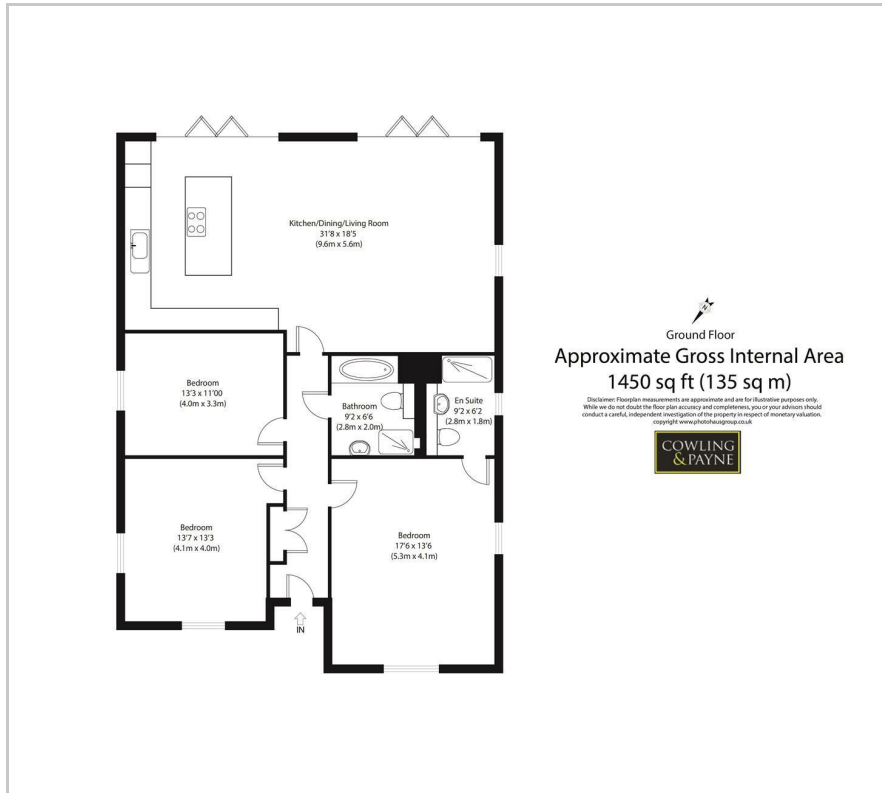 Kitchen/Dining/Living Room
31'8 x 18'5
(9.6m x 5.6m)
Bedroom
13'3 x 11'00
(4.0m x 3.3m)
Bathroom
9'2 x 6'6
(2.8m x 2.0m)
En Suite
9'2 x 6'2
(2.8m x 1.8m)
Bedroom
13'7 x 13'3
(4.1m x 4.0m)
Bedroom
17'6 x 13'6
(5.3m x 4.1m)
IN
N
Ground Floor
Approximate Gross Internal Area
1450 sq ft (135 sq m)
Disclaimer: Floorplan measurements are approximate and are for illustrative purposes only.
While we do not doubt the floor plan accuracy and completeness, you or your advisors should
conduct a careful, independent investigation of the property in respect of monetary valuation.
copyright www.photohausgroup.co.uk
COWLING
& PAYNE